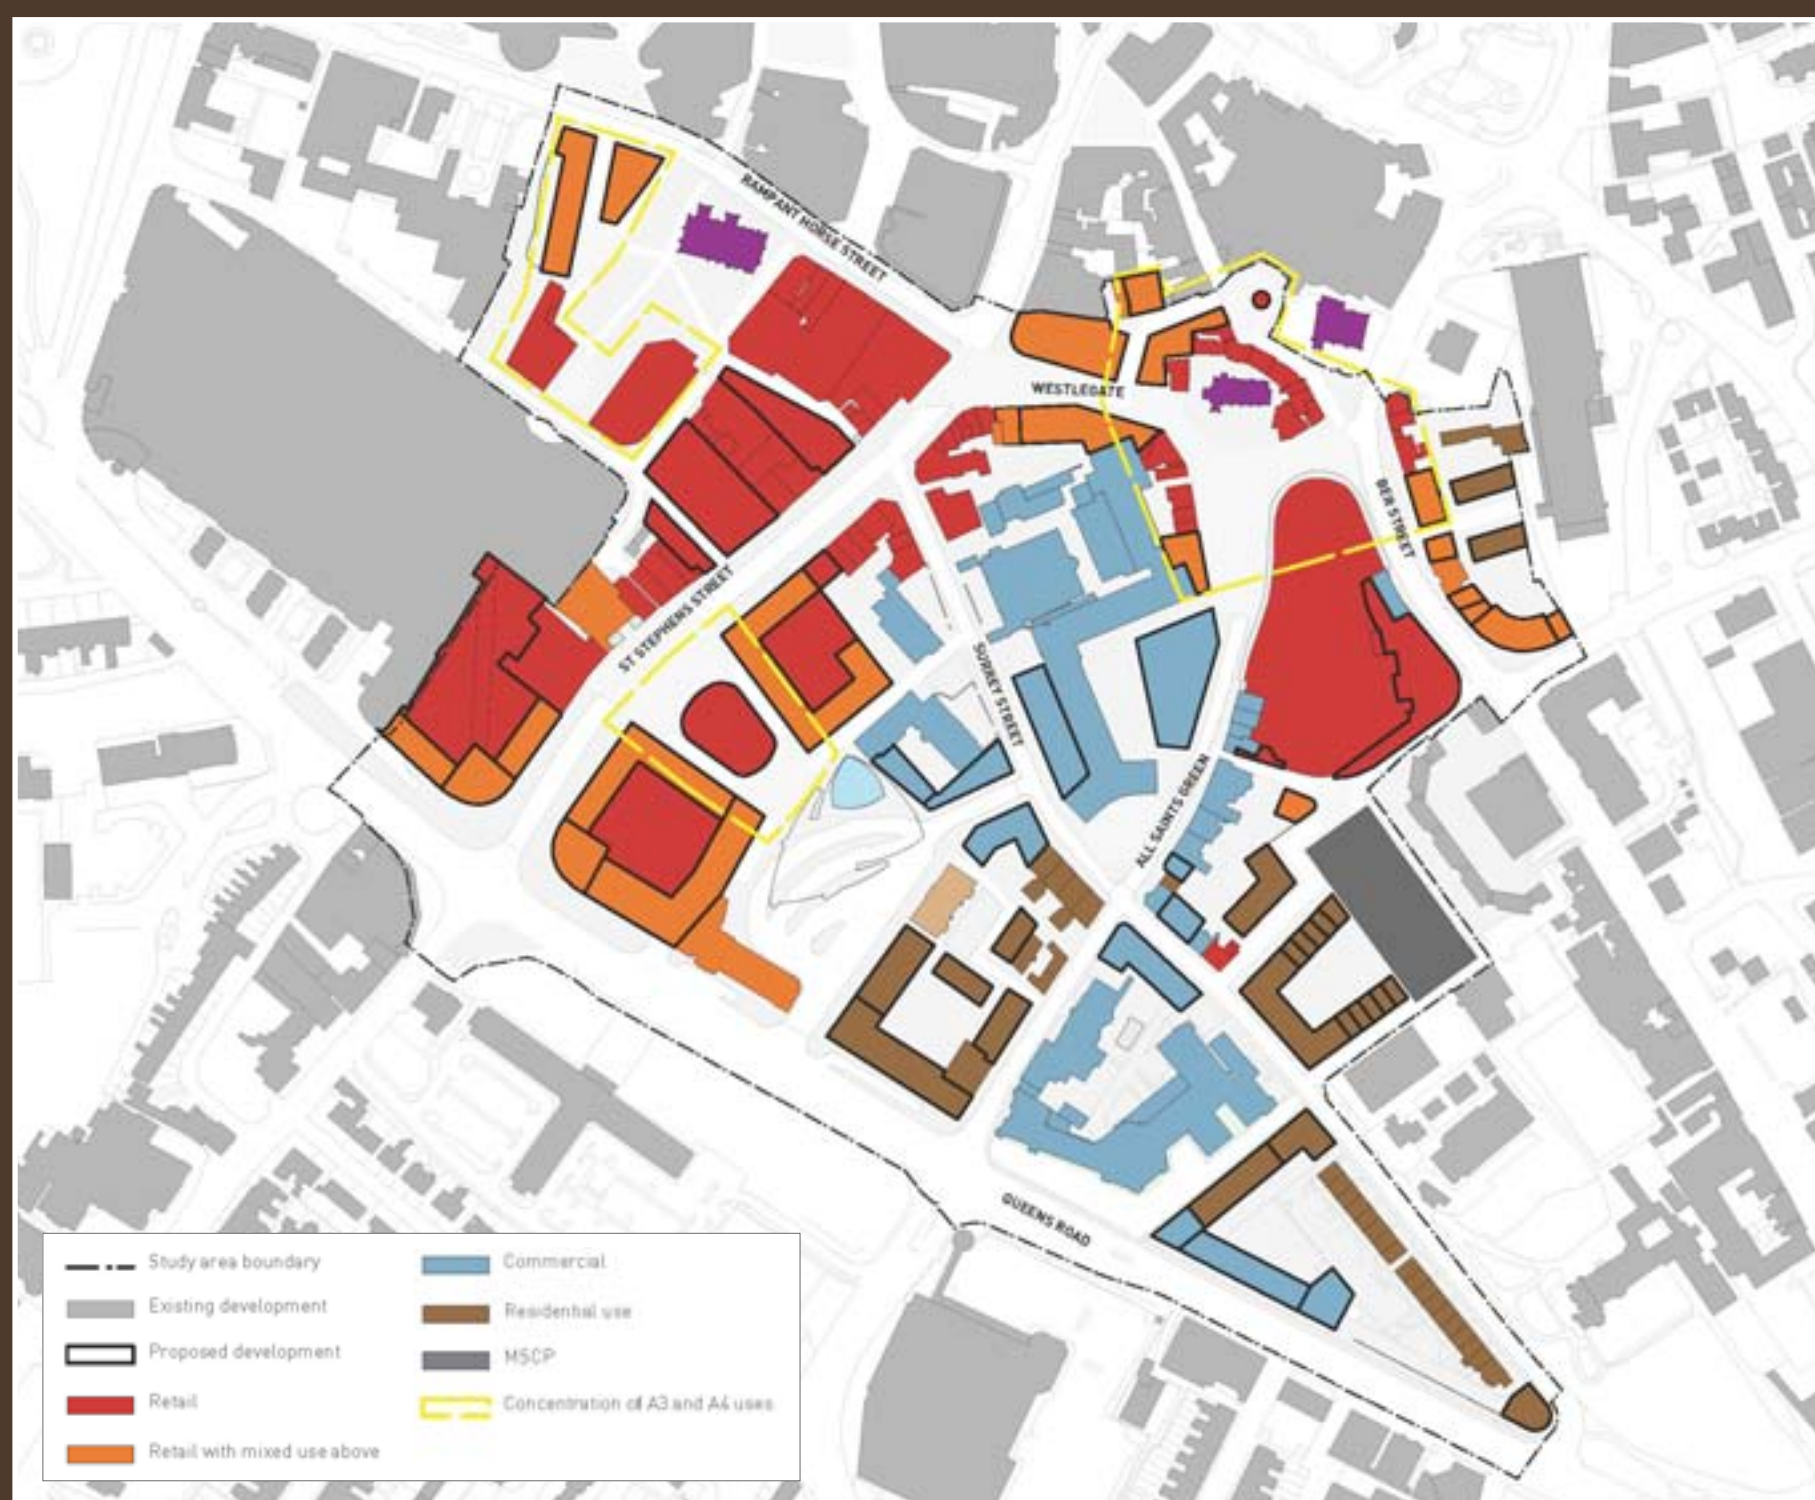 RAMPANT HORSE STREET
WESTLEGATE
BER STREET
ST STEPHENS STREET
SURREY STREET
ALL SAINTS GREEN
QUEENS ROAD
Study area boundary
Existing development
Proposed development
Retail
Retail with mixed use above
Commercial
Residential use
MSCP
Concentration of A3 and A4 uses